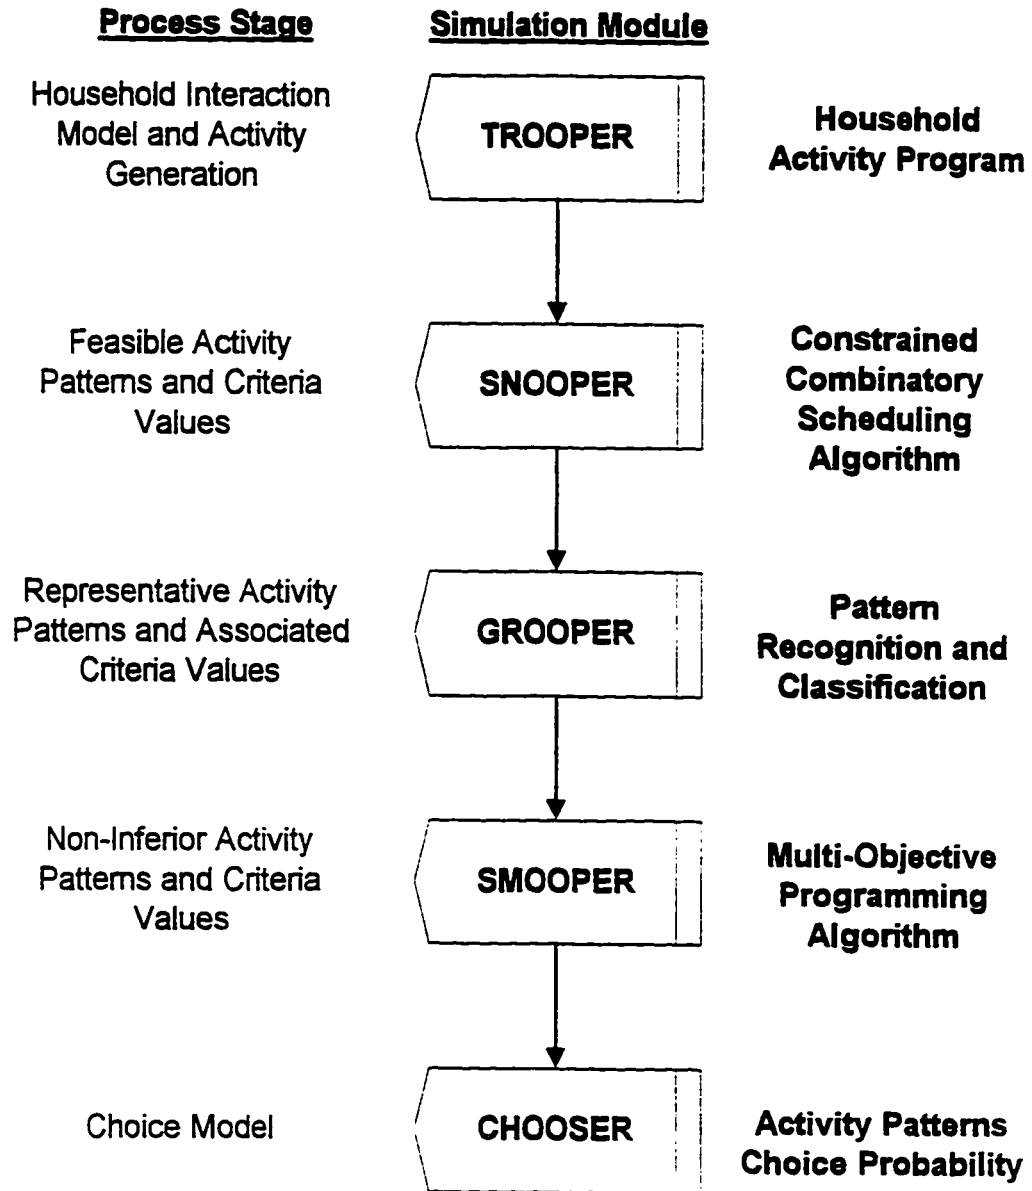 Process Stage
Simulation Module
Household Interaction
Model and Activity
Generation
TROOPER
Household
Activity Program
Feasible Activity
Patterns and Criteria
Values
SNOOPER
Constrained
Combinatory
Scheduling
Algorithm
Representative Activity
Patterns and Associated
Criteria Values
GROOPER
Pattern
Recognition and
Classification
Non-Inferior Activity
Patterns and Criteria
Values
SMOOPER
Multi-Objective
Programming
Algorithm
Choice Model
CHOOSER
Activity Patterns
Choice Probability